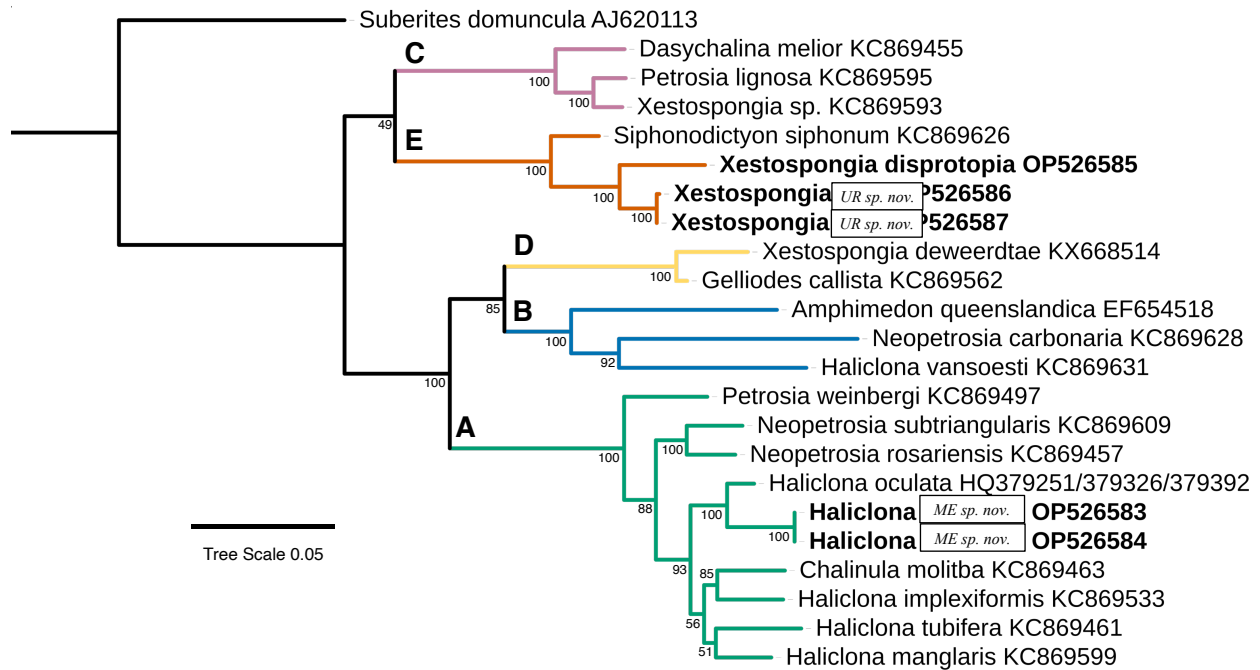 Suberites domuncula AJ620113
C
Dasychalina melior KC869455
100
Petrosia lignosa KC869595
100
Xestospongia sp. KC869593
49
E
Siphonodictyon siphonum KC869626
100
Xestospongia disprotopia OP526585
100
Xestospongia UR sp. nov. P526586
100
Xestospongia UR sp. nov. P526587
D
Xestospongia deweerdtae KX668514
100
Gelliodes callista KC869562
85
B
Amphimedon queenslandica EF654518
100
Neopetrosia carbonaria KC869628
92
Haliclona vansoesti KC869631
100
Petrosia weinbergi KC869497
A
100
Neopetrosia subtriangularis KC869609
100
Neopetrosia rosariensis KC869457
88
Haliclona oculata HQ379251/379326/379392
100
Haliclona ME sp. nov. OP526583
100
Haliclona ME sp. nov. OP526584
93
85
Chalinula molitba KC869463
Haliclona implexiformis KC869533
56
Haliclona tubifera KC869461
51
Haliclona manglaris KC869599
Tree Scale 0.05